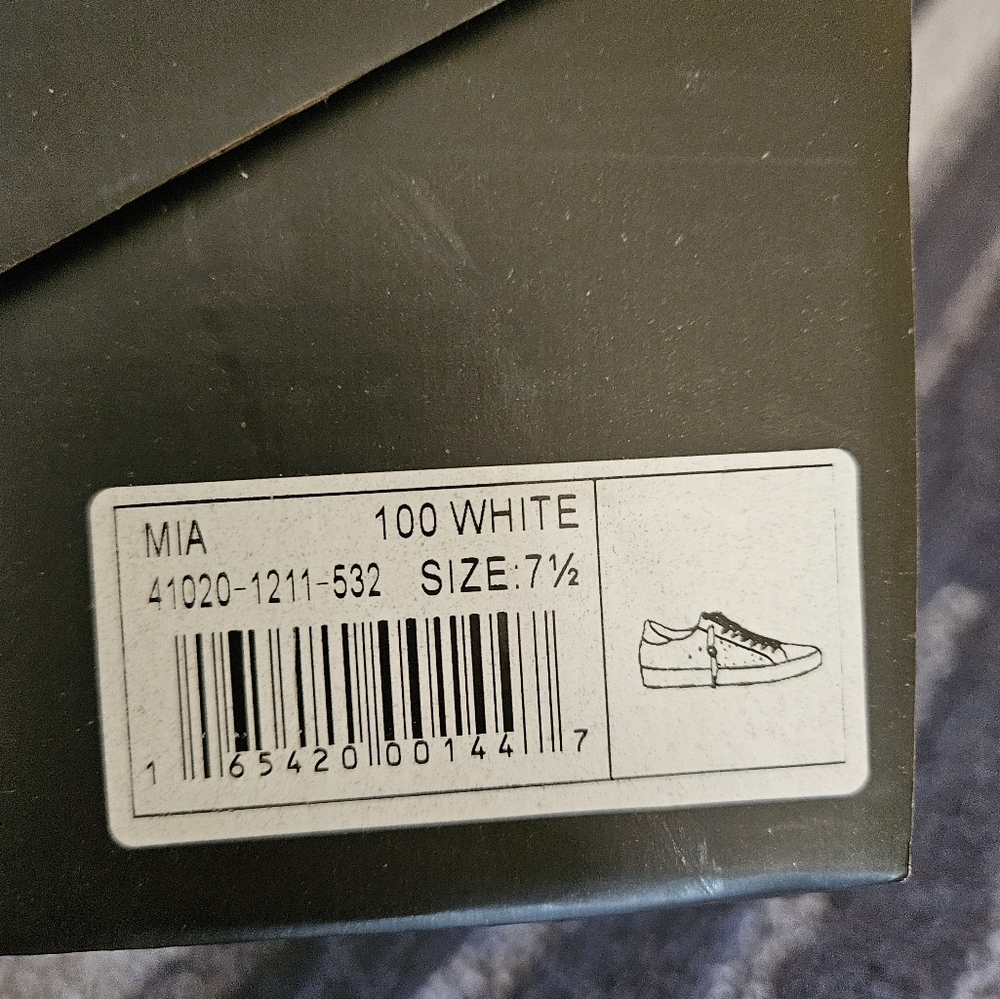 MIA 100 WHITE
41020-1211-532 SIZE:7½
1 65420 00144 7